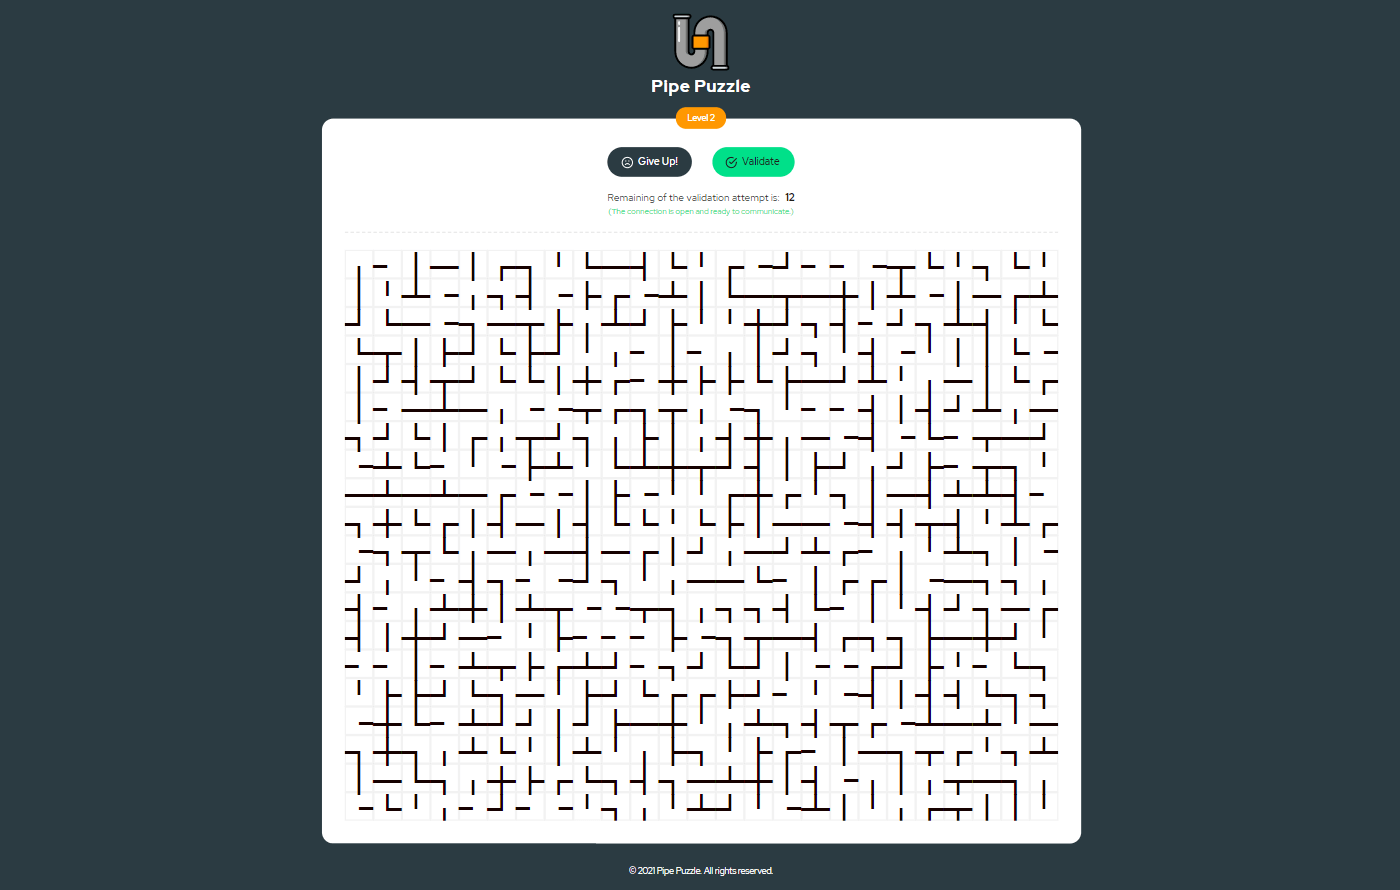 Pipe Puzzle
Level 2
Give Up!
Validate
Remaining of the validation attempt is: 12
(The connection is open and ready to communicate.)
© 2021 Pipe Puzzle. All rights reserved.